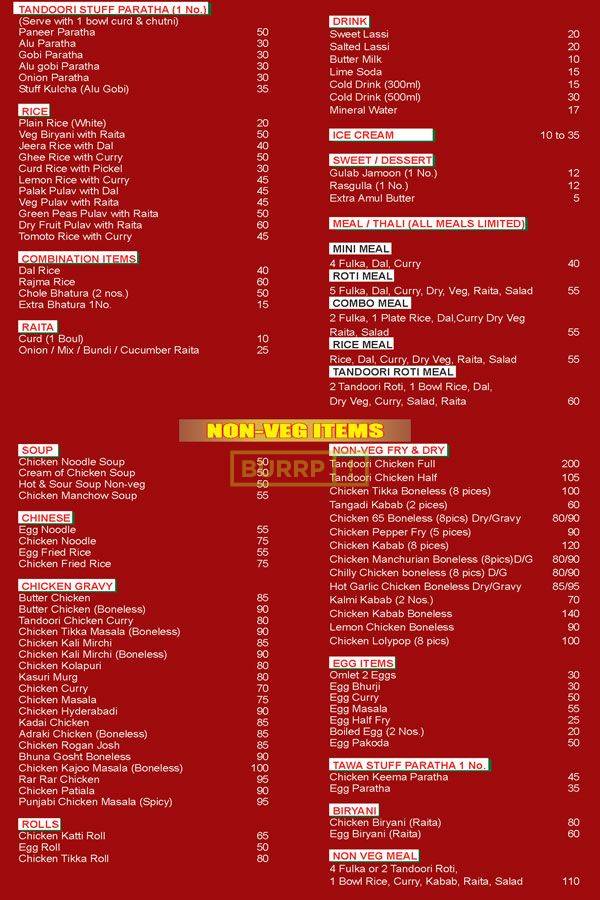 TANDOORI STUFF PARATHA (1 No.)
(Serve with 1 bowl curd & chutni)
Paneer Paratha 50
Alu Paratha 30
Gobi Paratha 30
Alu gobi Paratha 30
Onion Paratha 30
Stuff Kulcha (Alu Gobi) 35
RICE
Plain Rice (White) 20
Veg Biryani with Raita 50
Jeera Rice with Dal 40
Ghee Rice with Curry 50
Curd Rice with Pickel 30
Lemon Rice with Curry 45
Palak Pulav with Dal 45
Veg Pulav with Raita 45
Green Peas Pulav with Raita 50
Dry Fruit Pulav with Raita 60
Tomoto Rice with Curry 45
COMBINATION ITEMS
Dal Rice 40
Rajma Rice 60
Chole Bhatura (2 nos.) 50
Extra Bhatura 1No. 15
RAITA
Curd (1 Boul) 10
Onion / Mix / Bundi / Cucumber Raita 25
DRINK
Sweet Lassi 20
Salted Lassi 20
Butter Milk 10
Lime Soda 15
Cold Drink (300ml) 15
Cold Drink (500ml) 30
Mineral Water 17
ICE CREAM 10 to 35
SWEET / DESSERT
Gulab Jamoon (1 No.) 12
Rasgulla (1 No.) 12
Extra Amul Butter 5
MEAL / THALI (ALL MEALS LIMITED)
MINI MEAL
4 Fulka, Dal, Curry 40
ROTI MEAL
5 Fulka, Dal, Curry, Dry, Veg, Raita, Salad 55
COMBO MEAL
2 Fulka, 1 Plate Rice, Dal,Curry Dry Veg
Raita, Salad 55
RICE MEAL
Rice, Dal, Curry, Dry Veg, Raita, Salad 55
TANDOORI ROTI MEAL
2 Tandoori Roti, 1 Bowl Rice, Dal,
Dry Veg, Curry, Salad, Raita 60
NON-VEG ITEMS
SOUP
Chicken Noodle Soup 50
Cream of Chicken Soup 50
Hot & Sour Soup Non-veg 50
Chicken Manchow Soup 55
CHINESE
Egg Noodle 55
Chicken Noodle 75
Egg Fried Rice 55
Chicken Fried Rice 75
CHICKEN GRAVY
Butter Chicken 85
Butter Chicken (Boneless) 90
Tandoori Chicken Curry 80
Chicken Tikka Masala (Boneless) 90
Chicken Kali Mirchi 85
Chicken Kali Mirchi (Boneless) 90
Chicken Kolapuri 80
Kasuri Murg 80
Chicken Curry 70
Chicken Masala 75
Chicken Hyderabadi 90
Kadai Chicken 85
Adraki Chicken (Boneless) 85
Chicken Rogan Josh 85
Bhuna Gosht Boneless 90
Chicken Kajoo Masala (Boneless) 100
Rar Rar Chicken 95
Chicken Patiala 90
Punjabi Chicken Masala (Spicy) 95
ROLLS
Chicken Katti Roll 65
Egg Roll 50
Chicken Tikka Roll 80
BURRP
NON-VEG FRY & DRY
Tandoori Chicken Full 200
Tandoori Chicken Half 105
Chicken Tikka Boneless (8 pices) 100
Tangadi Kabab (2 pices) 60
Chicken 65 Boneless (8pics) Dry/Gravy 80/90
Chicken Pepper Fry (5 pices) 90
Chicken Kabab (8 pices) 120
Chicken Manchurian Boneless (8pics)D/G 80/90
Chilly Chicken boneless (8 pics) D/G 80/90
Hot Garlic Chicken Boneless Dry/Gravy 85/95
Kalmi Kabab (2 Nos.) 70
Chicken Kabab Boneless 140
Lemon Chicken Boneless 90
Chicken Lolypop (8 pics) 100
EGG ITEMS
Omlet 2 Eggs 30
Egg Bhurji 30
Egg Curry 50
Egg Masala 55
Egg Half Fry 25
Boiled Egg (2 Nos.) 20
Egg Pakoda 50
TAWA STUFF PARATHA 1 No.
Chicken Keema Paratha 45
Egg Paratha 35
BIRYANI
Chicken Biryani (Raita) 80
Egg Biryani (Raita) 60
NON VEG MEAL
4 Fulka or 2 Tandoori Roti,
1 Bowl Rice, Curry, Kabab, Raita, Salad 110